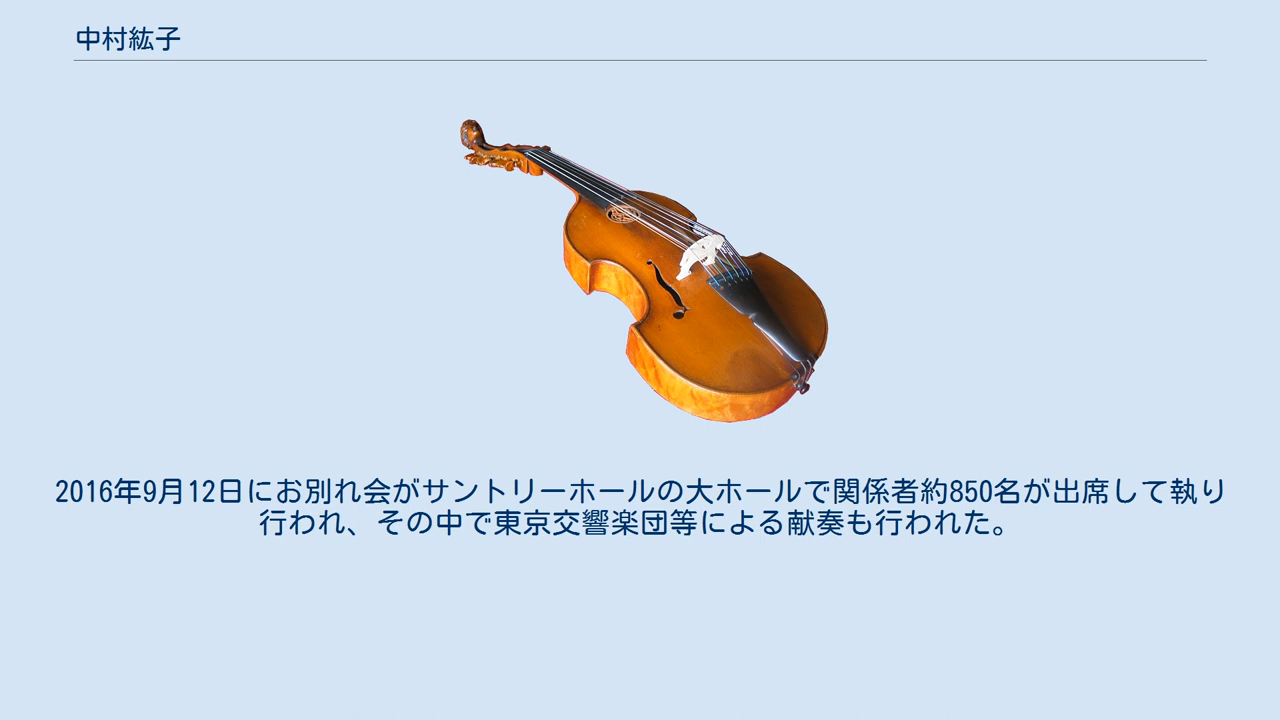 中村紘子
2016年9月12日にお別れ会がサントリーホールの大ホールで関係者約850名が出席して執り
行われ、その中で東京交響楽団等による献奏も行われた。